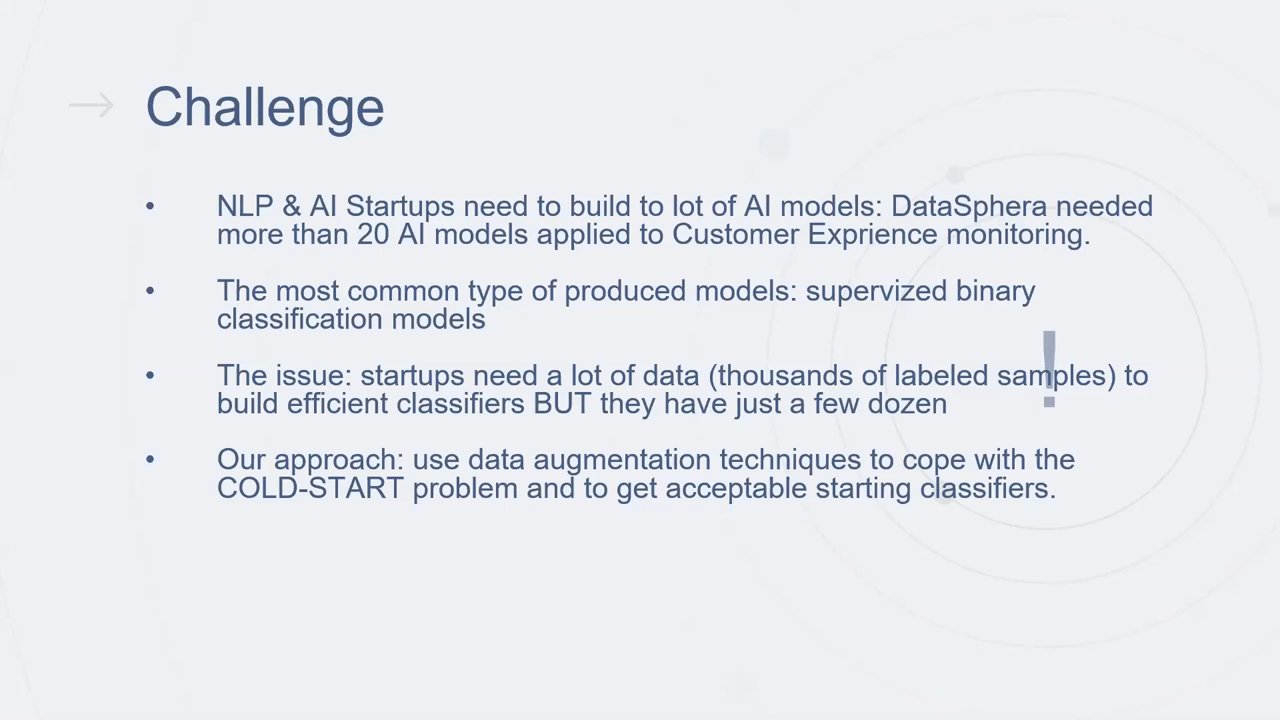 Challenge
• NLP & AI Startups need to build to lot of AI models: DataSphera needed
more than 20 AI models applied to Customer Exprience monitoring.
• The most common type of produced models: supervized binary
classification models
• The issue: startups need a lot of data (thousands of labeled samples) to
build efficient classifiers BUT they have just a few dozen
• Our approach: use data augmentation techniques to cope with the
COLD-START problem and to get acceptable starting classifiers.
!